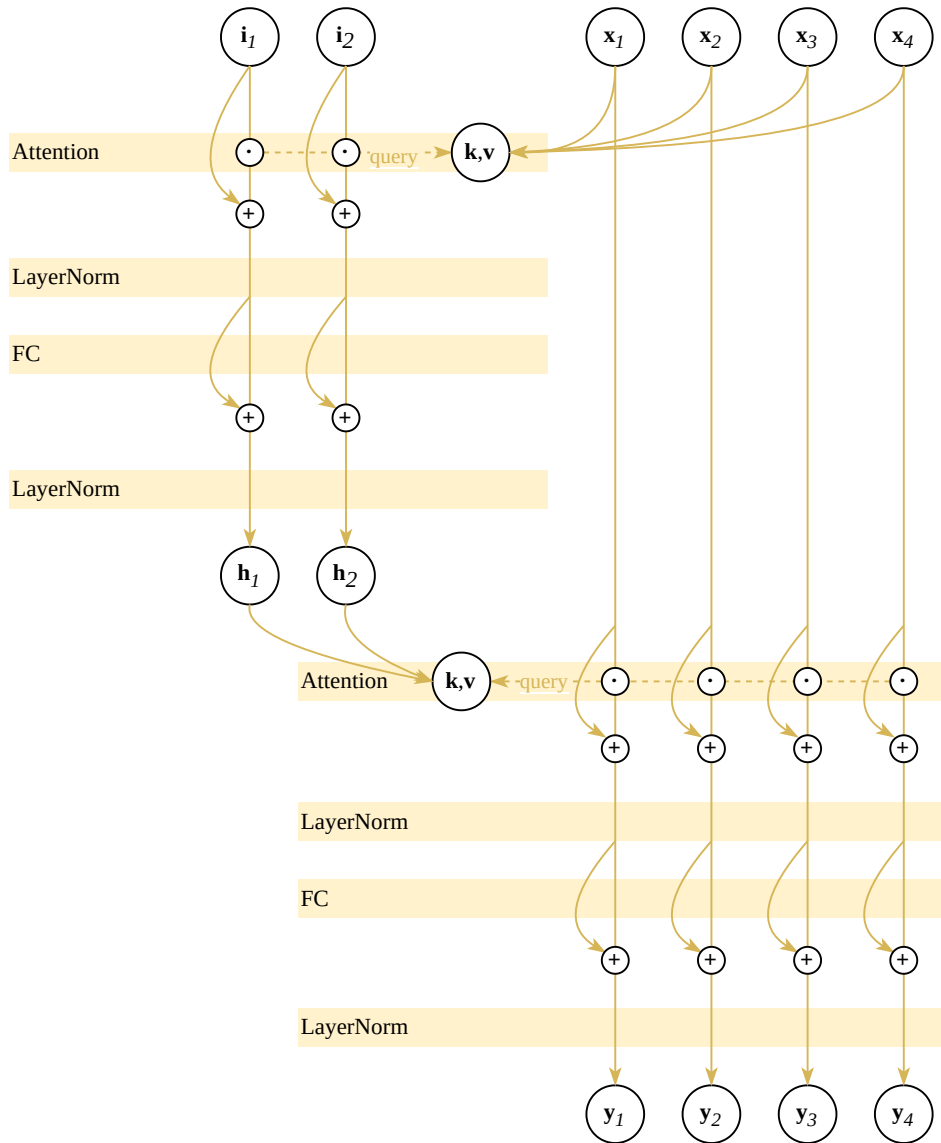 i1 i2 x1 x2 x3 x4
Attention · · query k,v
+ +
LayerNorm
FC
+ +
LayerNorm
h1 h2
Attention k,v query · · · ·
+ + + +
LayerNorm
FC
+ + + +
LayerNorm
y1 y2 y3 y4